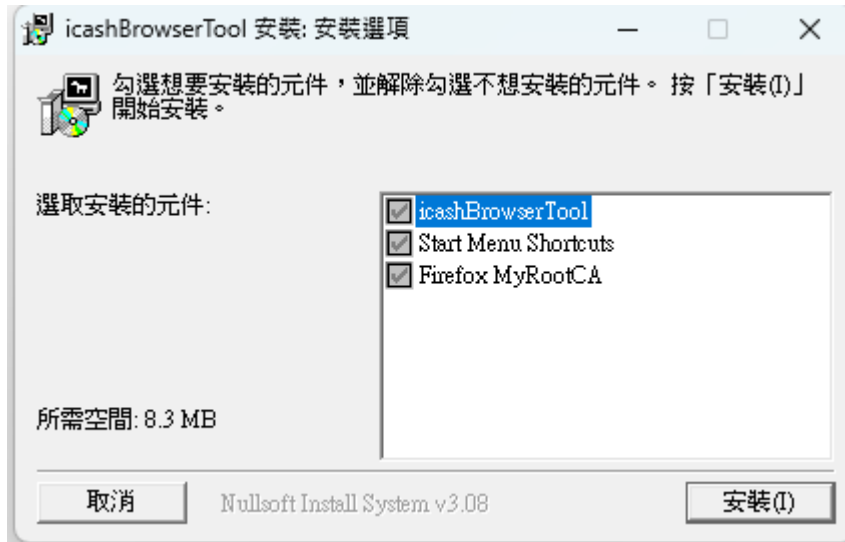 icashBrowserTool 安裝: 安裝選項
勾選想要安裝的元件，並解除勾選不想安裝的元件。 按「安裝(I)」
開始安裝。
選取安裝的元件:
icashBrowserTool
Start Menu Shortcuts
Firefox MyRootCA
所需空間: 8.3 MB
取消
Nullsoft Install System v3.08
安裝(I)